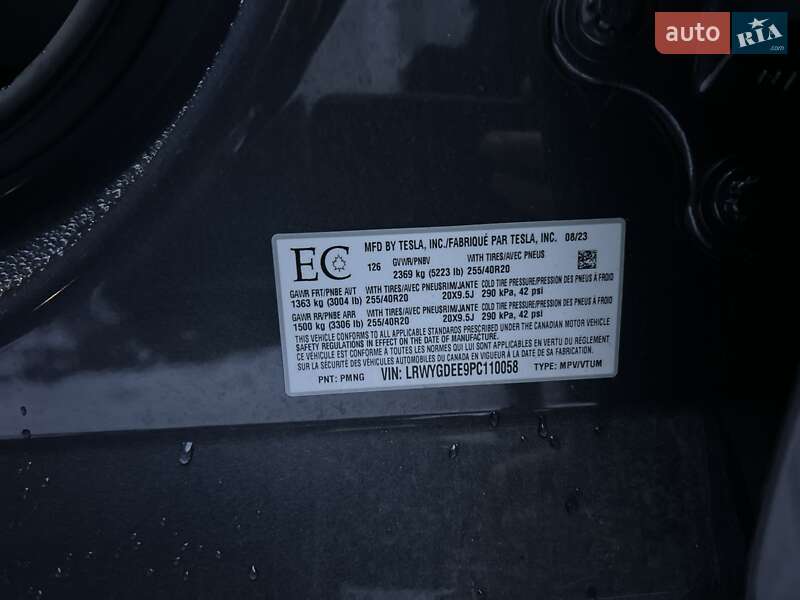 auto RIA .com
EC MFD BY TESLA, INC./FABRIQUÉ PAR TESLA, INC. 08/23
126 GVWR/PNBV WITH TIRES/AVEC PNEUS
2369 kg (5223 lb) 255/40R20
GAWR FRT/PNBE AVT WITH TIRES/AVEC PNEUS RIM/JANTE COLD TIRE PRESSURE/PRESSION DES PNEUS À FROID
1363 kg (3004 lb) 255/40R20 20X9.5J 290 kPa, 42 psi
GAWR RR/PNBE ARR WITH TIRES/AVEC PNEUS RIM/JANTE COLD TIRE PRESSURE/PRESSION DES PNEUS À FROID
1500 kg (3306 lb) 255/40R20 20X9.5J 290 kPa, 42 psi
THIS VEHICLE CONFORMS TO ALL APPLICABLE STANDARDS PRESCRIBED UNDER THE CANADIAN MOTOR VEHICLE
SAFETY REGULATIONS IN EFFECT ON THE DATE OF MANUFACTURE.
CE VÉHICULE EST CONFORME À TOUTES LES NORMES QUI LUI SONT APPLICABLES EN VERTU DU RÉGLEMENT
SUR LA SÉCURITÉ DES VÉHICULES AUTOMOBILES DU CANADA EN VIGUEUR À LA DATE DE SA FABRICATION.
PNT: PMNG VIN: LRWYGDEE9PC110058 TYPE: MPV/VTUM